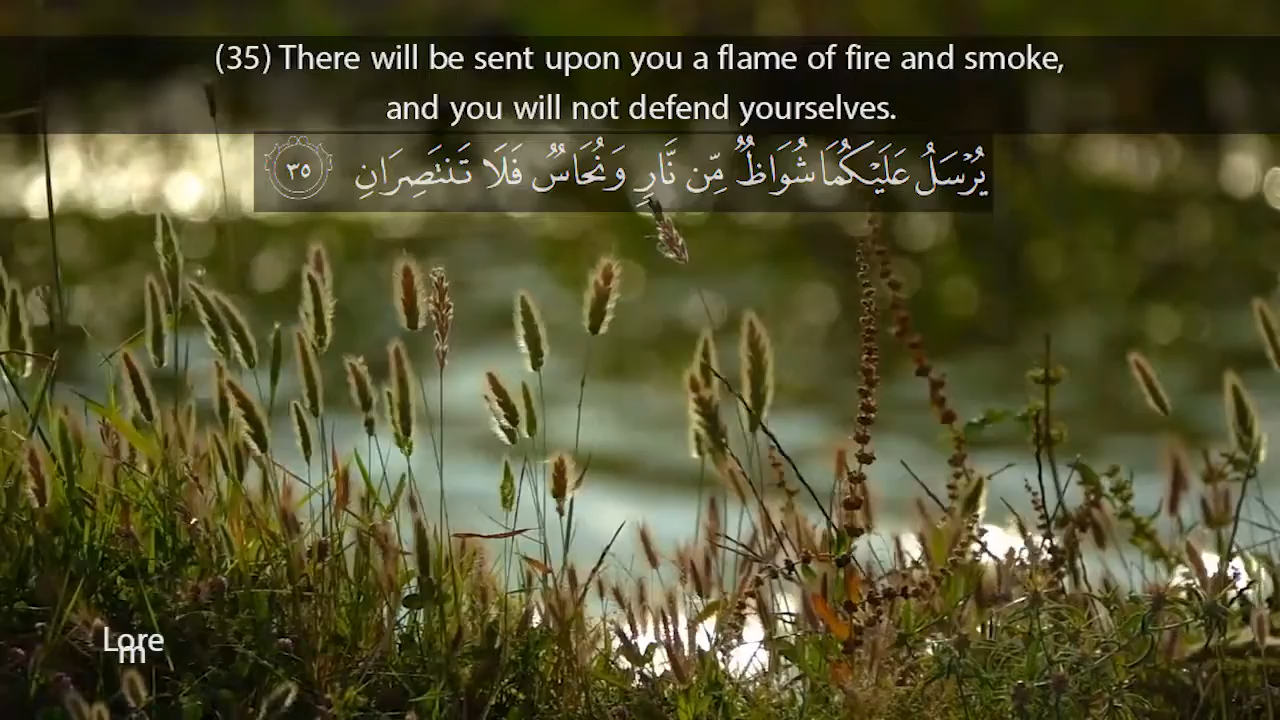 (35) There will be sent upon you a flame of fire and smoke,
and you will not defend yourselves.
يُرْسَلُ عَلَيْكُمَا شُوَاظٌ مِّن نَّارٍ وَنُحَاسٌ فَلَا تَنتَصِرَانِ ٣٥
Lore
m